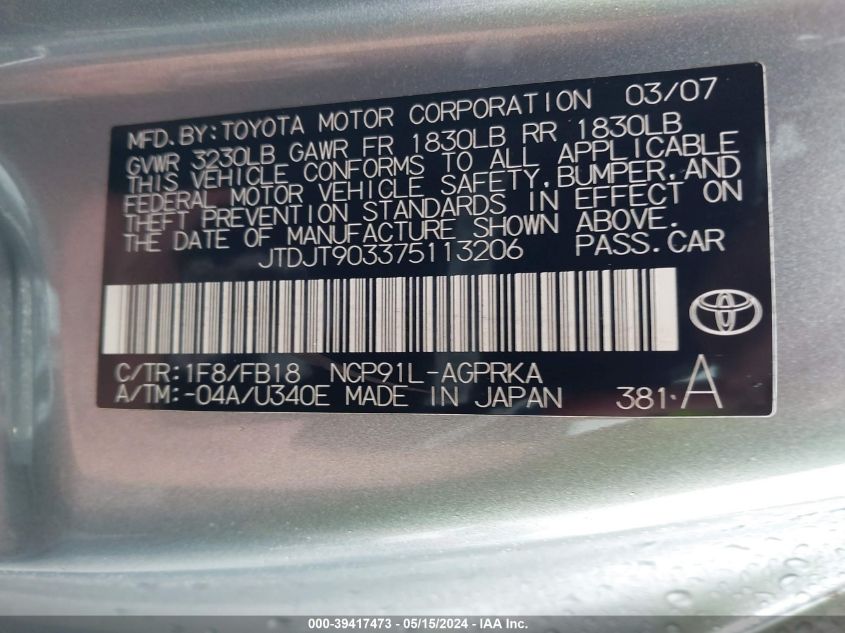 MFD.BY:TOYOTA MOTOR CORPORATION 03/07
GVWR 3230LB GAWR FR 1830LB RR 1830LB
THIS VEHICLE CONFORMS TO ALL APPLICABLE
FEDERAL MOTOR VEHICLE SAFETY,BUMPER,AND
THEFT PREVENTION STANDARDS IN EFFECT ON
THE DATE OF MANUFACTURE SHOWN ABOVE.
JTDJT903375113206 PASS.CAR
C/TR:1F8/FB18 NCP91L-AGPRKA
A/TM:-04A/U340E MADE IN JAPAN 381·A
000-39417473 - 05/15/2024 - IAA Inc.